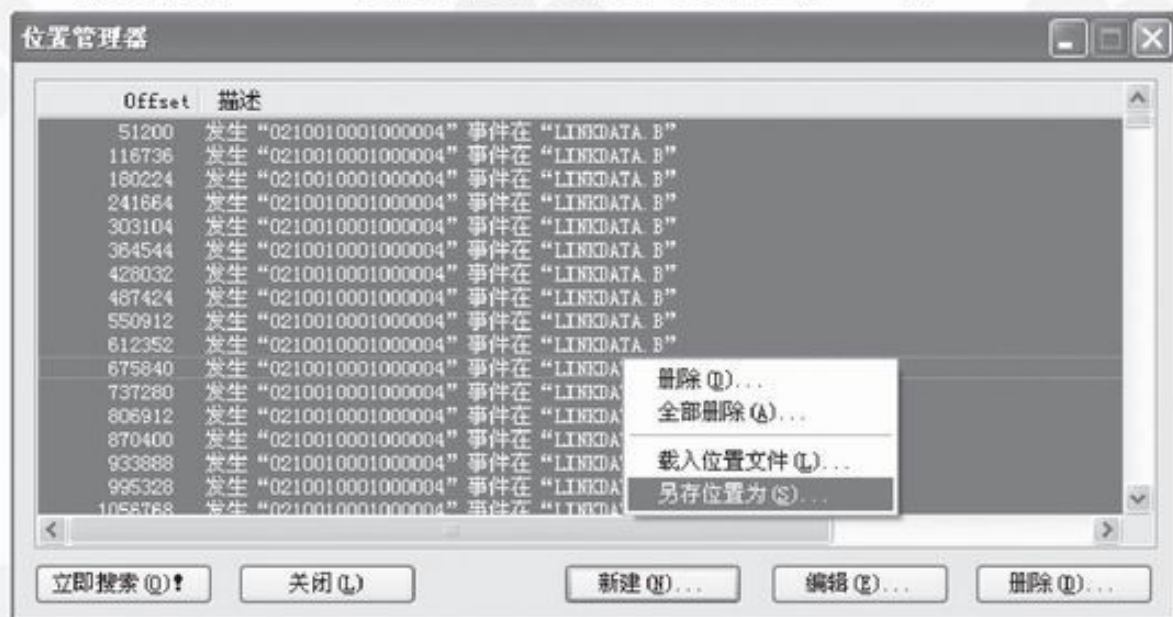 位置管理器
Offset 描述
51200 发生 “0210010001000004” 事件在 “LINKDATA.B”
116736 发生 “0210010001000004” 事件在 “LINKDATA.B”
180224 发生 “0210010001000004” 事件在 “LINKDATA.B”
241664 发生 “0210010001000004” 事件在 “LINKDATA.B”
303104 发生 “0210010001000004” 事件在 “LINKDATA.B”
364544 发生 “0210010001000004” 事件在 “LINKDATA.B”
428032 发生 “0210010001000004” 事件在 “LINKDATA.B”
487424 发生 “0210010001000004” 事件在 “LINKDATA.B”
550912 发生 “0210010001000004” 事件在 “LINKDATA.B”
612352 发生 “0210010001000004” 事件在 “LINKDATA.B”
675840 发生 “0210010001000004” 事件在 “LINKDA
737280 发生 “0210010001000004” 事件在 “LINKDA
806912 发生 “0210010001000004” 事件在 “LINKDA
870400 发生 “0210010001000004” 事件在 “LINKDA
933888 发生 “0210010001000004” 事件在 “LINKDA
995328 发生 “0210010001000004” 事件在 “LINKDA
1056768 发生 “0210010001000004” 事件在 “LINKDA
删除(D)...
全部删除(A)...
载入位置文件(L)...
另存位置为(S)...
立即搜索(O)! 关闭(L) 新建(N)... 编辑(E)... 删除(D)...